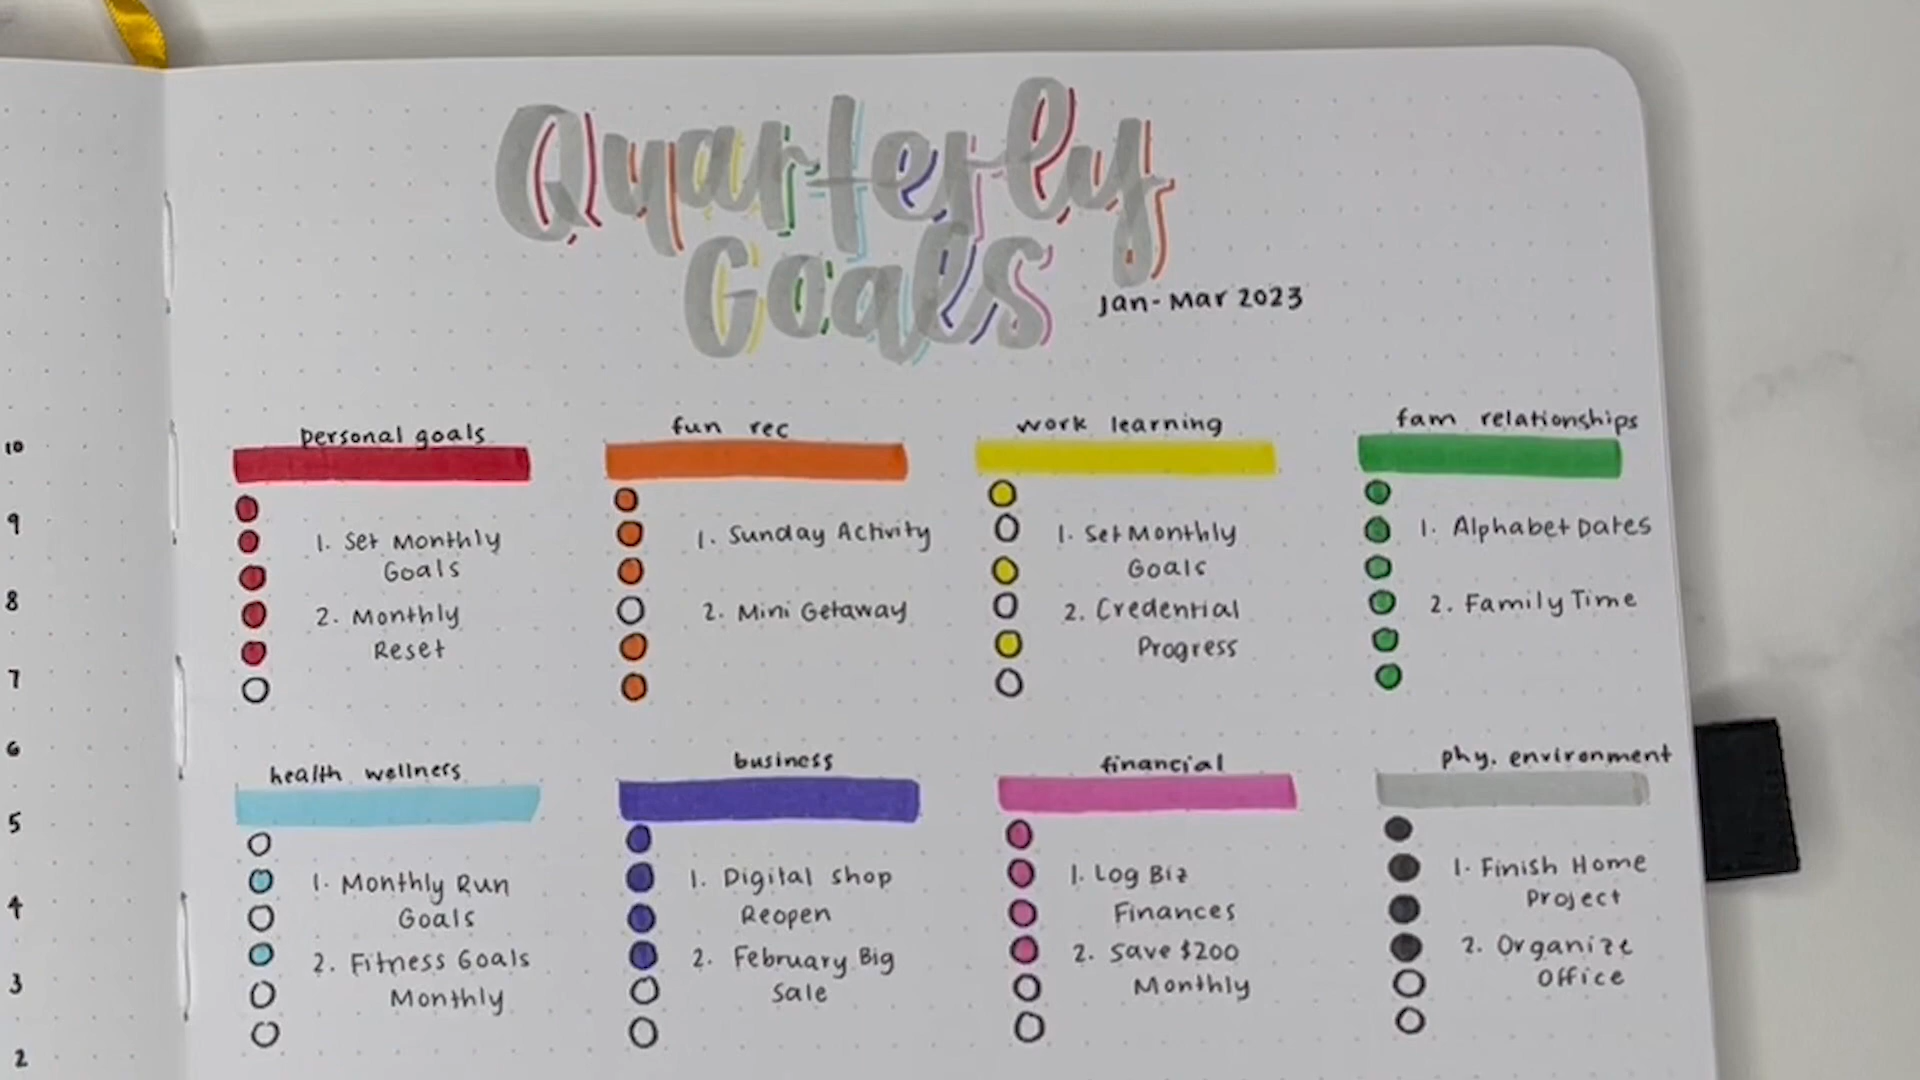 Quarterly
Goals
Jan-Mar 2023
personal goals
1. Set Monthly
Goals
2. Monthly
Reset
fun rec
1. Sunday Activity
2. Mini Getaway
work learning
1. Set Monthly
Goals
2. Credential
Progress
fam relationships
1. Alphabet Dates
2. Family Time
health wellness
1. Monthly Run
Goals
2. Fitness Goals
Monthly
business
1. Digital shop
Reopen
2. February Big
Sale
financial
1. Log Biz
Finances
2. Save $200
Monthly
phy. environment
1. Finish Home
Project
2. Organize
Office
10
9
8
7
6
5
4
3
2